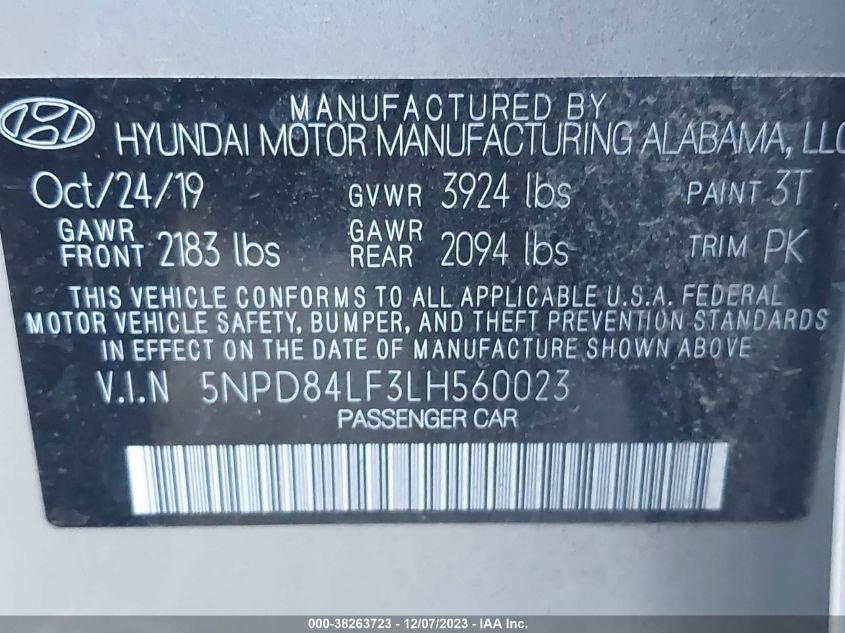 MANUFACTURED BY
HYUNDAI MOTOR MANUFACTURING ALABAMA, LLC
Oct/24/19 GVWR 3924 lbs PAINT 3T
GAWR FRONT 2183 lbs GAWR REAR 2094 lbs TRIM PK
THIS VEHICLE CONFORMS TO ALL APPLICABLE U.S.A. FEDERAL
MOTOR VEHICLE SAFETY, BUMPER, AND THEFT PREVENTION STANDARDS
IN EFFECT ON THE DATE OF MANUFACTURE SHOWN ABOVE
V.I.N 5NPD84LF3LH560023
PASSENGER CAR
000-38263723 - 12/07/2023 - IAA Inc.